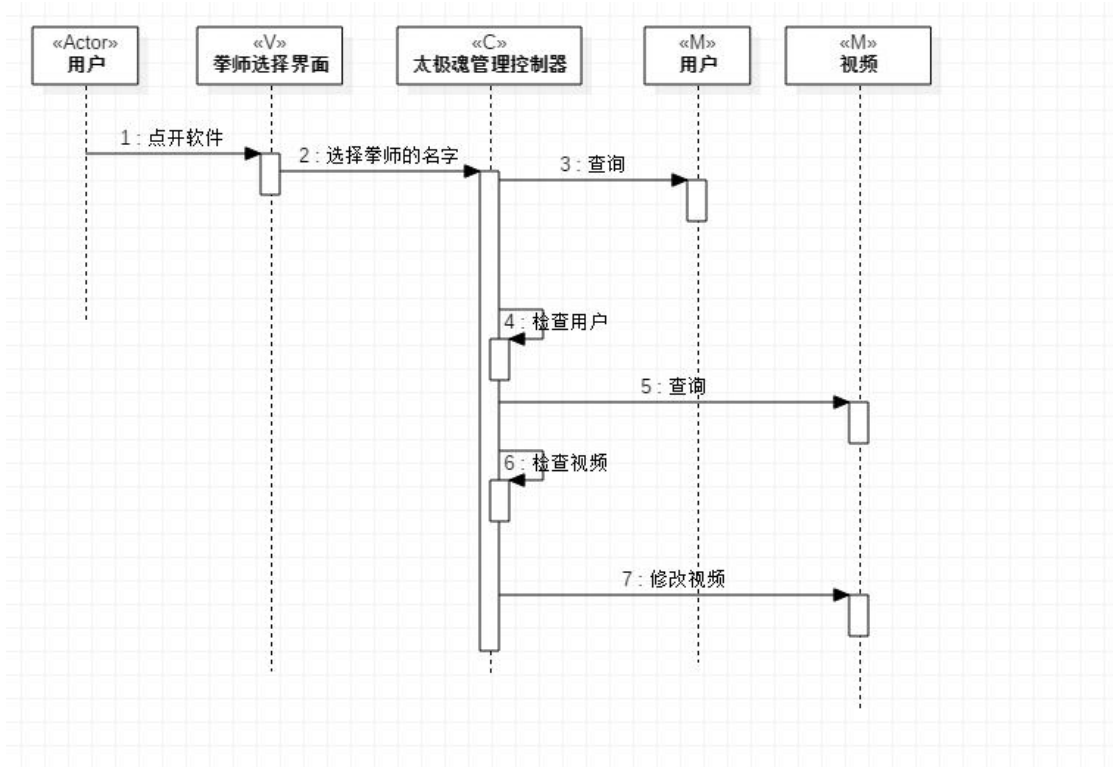 «Actor»
用户
«V»
拳师选择界面
«C»
太极魂管理控制器
«M»
用户
«M»
视频
1 : 点开软件
2 : 选择拳师的名字
3 : 查询
4 : 检查用户
5 : 查询
6 : 检查视频
7 : 修改视频